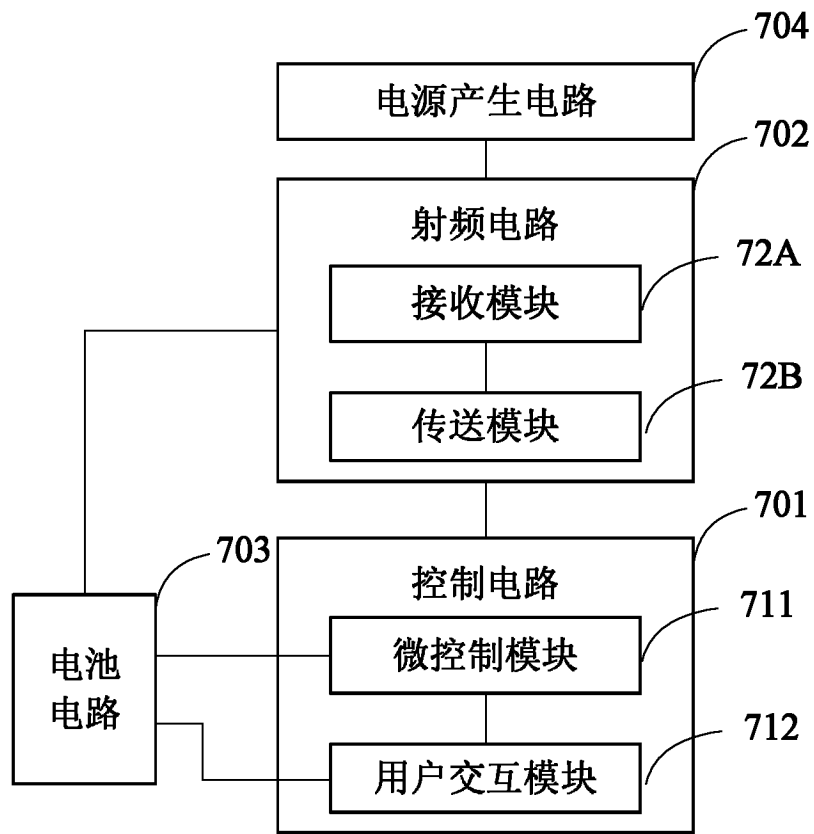 704
电源产生电路
702
射频电路
72A
接收模块
72B
传送模块
701
703
控制电路
711
电池
电路
微控制模块
712
用户交互模块